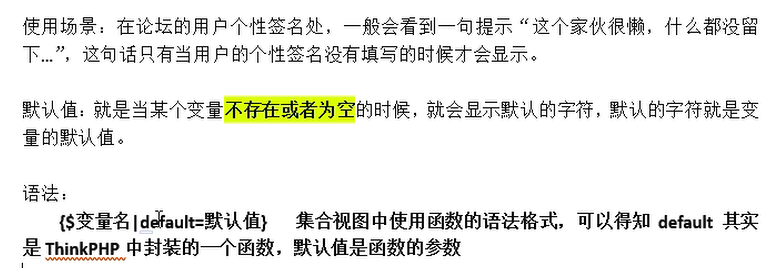 使用场景：在论坛的用户个性签名处，一般会看到一句提示“这个家伙很懒，什么都没留
下...”，这句话只有当用户的个性签名没有填写的时候才会显示。
默认值：就是当某个变量不存在或者为空的时候，就会显示默认的字符，默认的字符就是变
量的默认值。
语法：
{$变量名|default=默认值} 集合视图中使用函数的语法格式，可以得知 default 其实
是 ThinkPHP 中封装的一个函数，默认值是函数的参数